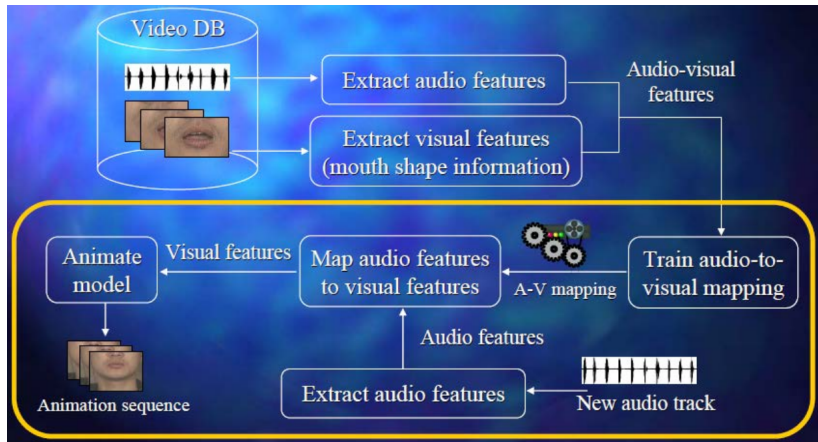 Video DB
Extract audio features
Audio-visual
features
Extract visual features
(mouth shape information)
Animate
model
Visual features
Map audio features
to visual features
A-V mapping
Train audio-to-
visual mapping
Audio features
Animation sequence
Extract audio features
New audio track